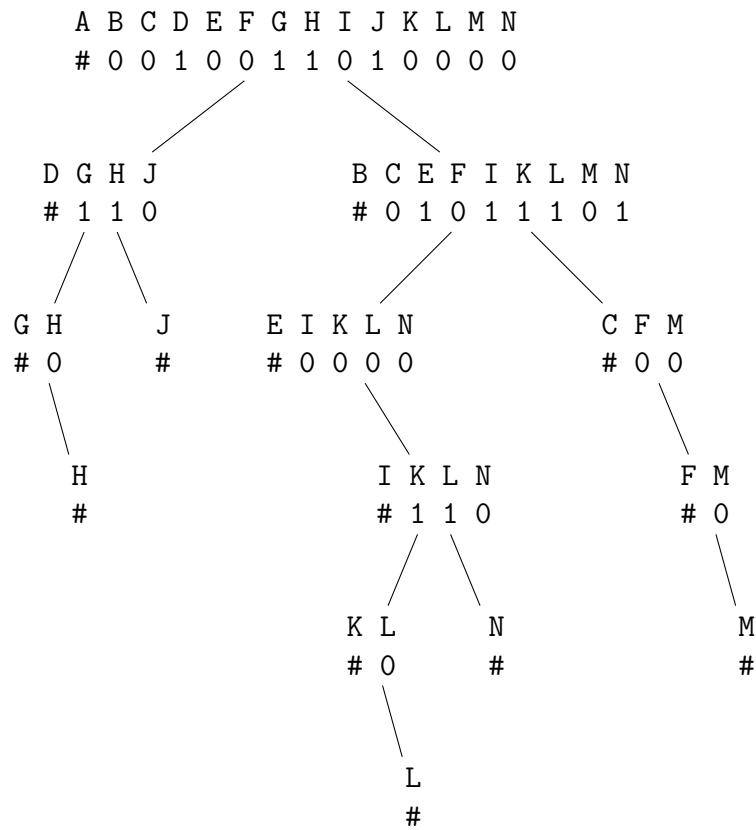 A B C D E F G H I J K L M N
# 0 0 1 0 0 1 1 0 1 0 0 0 0
D G H J
# 1 1 0
B C E F I K L M N
# 0 1 0 1 1 1 0 1
G H
# 0
J
#
E I K L N
# 0 0 0 0
C F M
# 0 0
H
#
I K L N
# 1 1 0
F M
# 0
K L
# 0
N
#
M
#
L
#